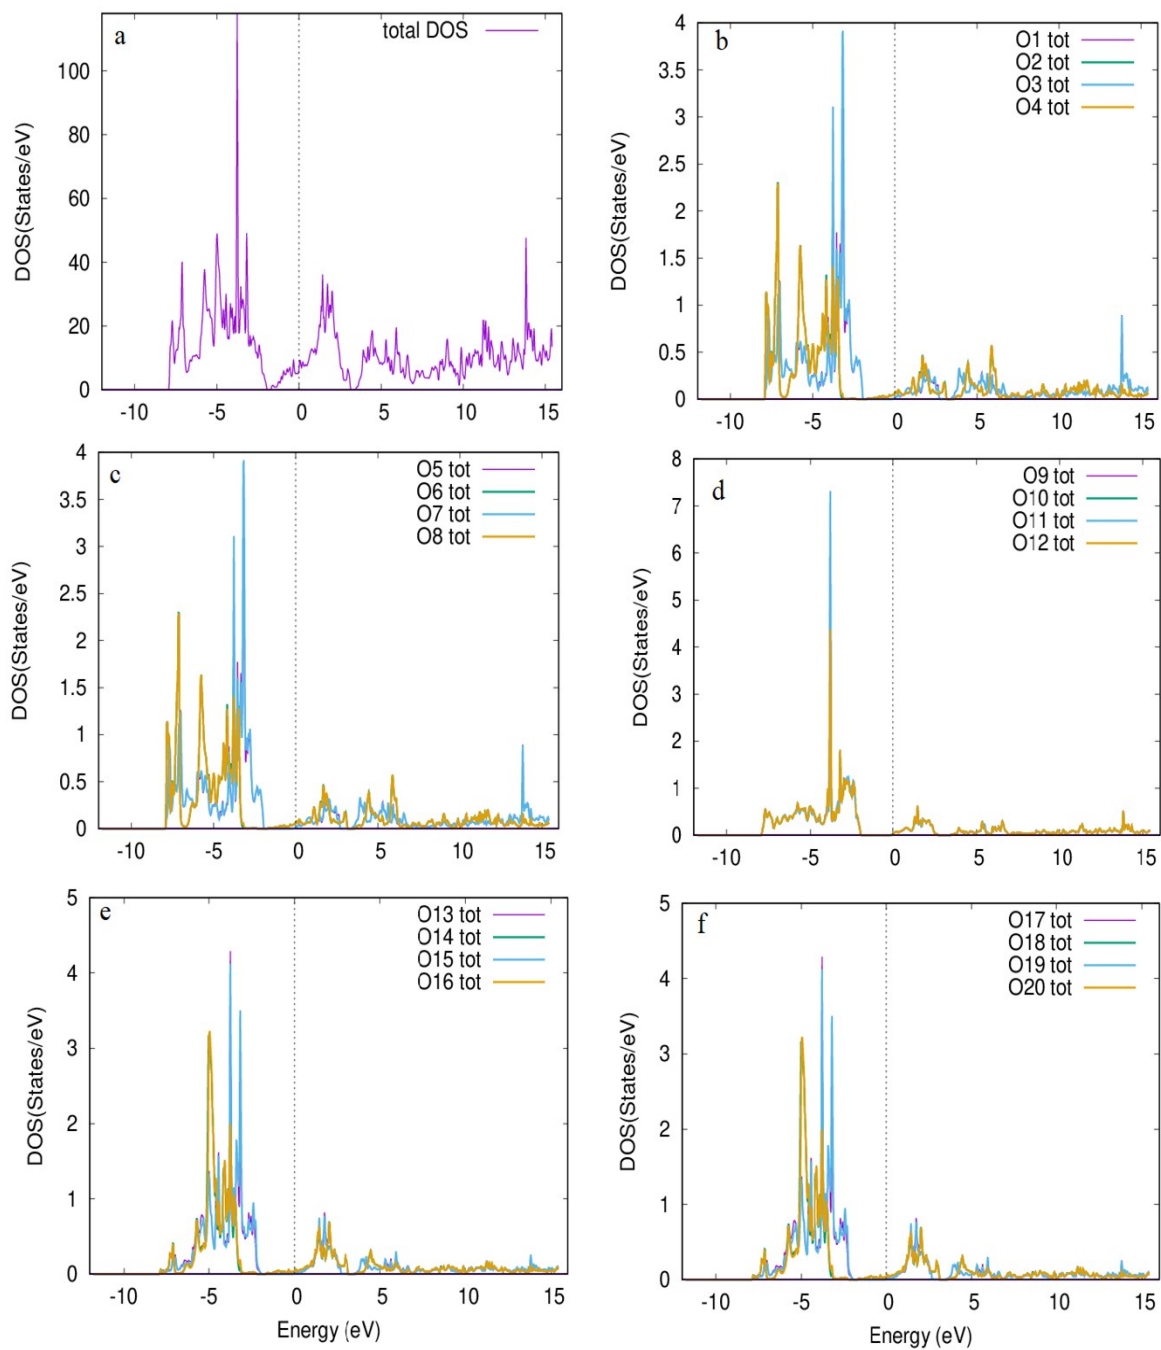 a
total DOS
DOS(States/eV)
100
80
60
40
20
0
-10 -5 0 5 10 15
b
O1 tot
O2 tot
O3 tot
O4 tot
DOS(States/eV)
4
3.5
3
2.5
2
1.5
1
0.5
0
-10 -5 0 5 10 15
c
O5 tot
O6 tot
O7 tot
O8 tot
DOS(States/eV)
4
3.5
3
2.5
2
1.5
1
0.5
0
-10 -5 0 5 10 15
d
O9 tot
O10 tot
O11 tot
O12 tot
DOS(States/eV)
8
7
6
5
4
3
2
1
0
-10 -5 0 5 10 15
e
O13 tot
O14 tot
O15 tot
O16 tot
DOS(States/eV)
5
4
3
2
1
0
-10 -5 0 5 10 15
Energy (eV)
f
O17 tot
O18 tot
O19 tot
O20 tot
DOS(States/eV)
5
4
3
2
1
0
-10 -5 0 5 10 15
Energy (eV)